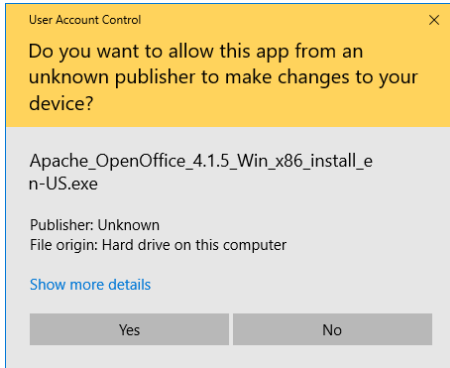 User Account Control
Do you want to allow this app from an
unknown publisher to make changes to your
device?
Apache_OpenOffice_4.1.5_Win_x86_install_e
n-US.exe
Publisher: Unknown
File origin: Hard drive on this computer
Show more details
Yes
No